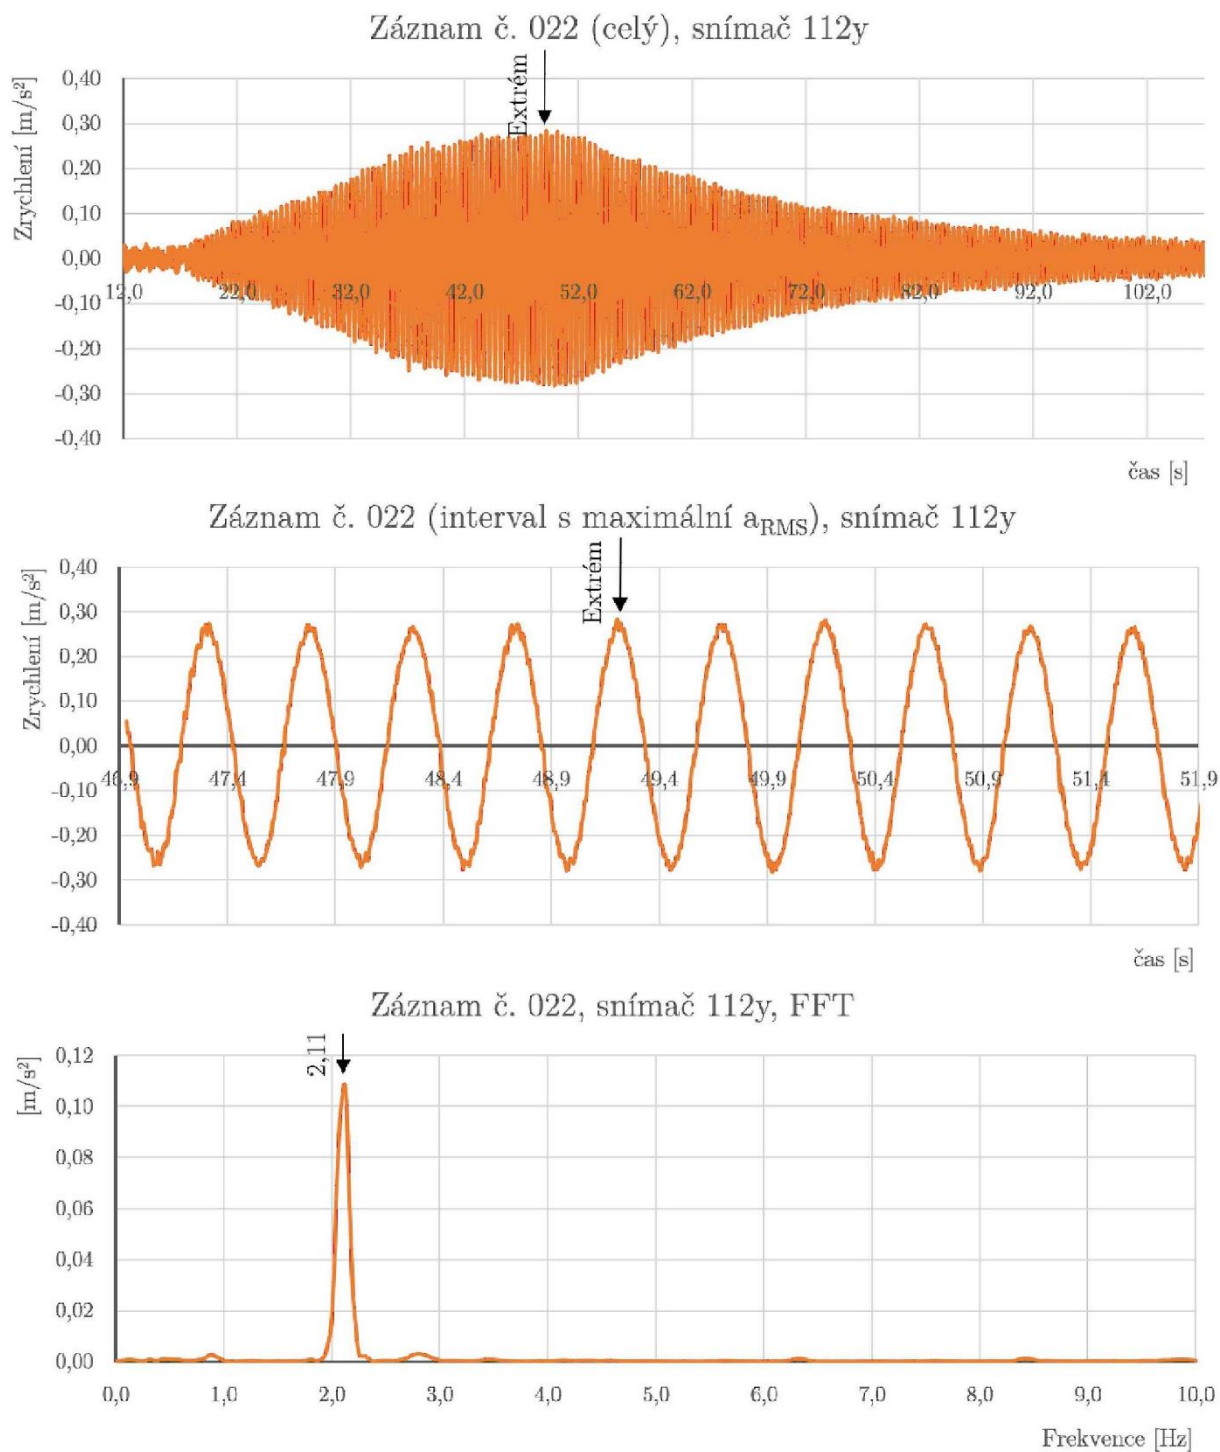 Záznam č. 022 (celý), snímač 112y
Extrém
Zrychlení [m/s²]
0,40
0,30
0,20
0,10
0,00
-0,10
-0,20
-0,30
-0,40
12,0 22,0 32,0 42,0 52,0 62,0 72,0 82,0 92,0 102,0
čas [s]
Záznam č. 022 (interval s maximální aRMS), snímač 112y
Extrém
Zrychlení [m/s²]
0,40
0,30
0,20
0,10
0,00
-0,10
-0,20
-0,30
-0,40
46,9 47,4 47,9 48,4 48,9 49,4 49,9 50,4 50,9 51,4 51,9
čas [s]
Záznam č. 022, snímač 112y, FFT
2,11
[m/s²]
0,12
0,10
0,08
0,06
0,04
0,02
0,00
0,0 1,0 2,0 3,0 4,0 5,0 6,0 7,0 8,0 9,0 10,0
Frekvence [Hz]